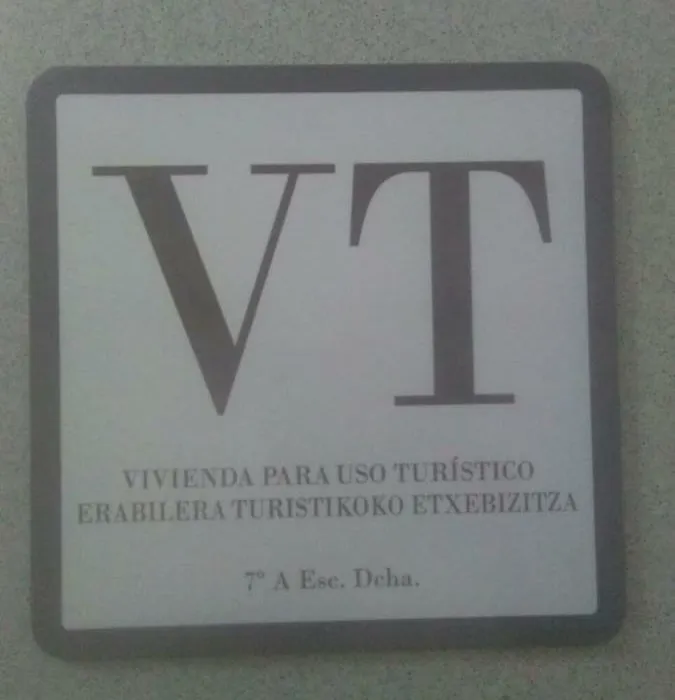 VT
VIVIENDA PARA USO TURÍSTICO
ERABILERA TURISTIKOKO ETXEBIZITZA
7º A Esc. Dcha.